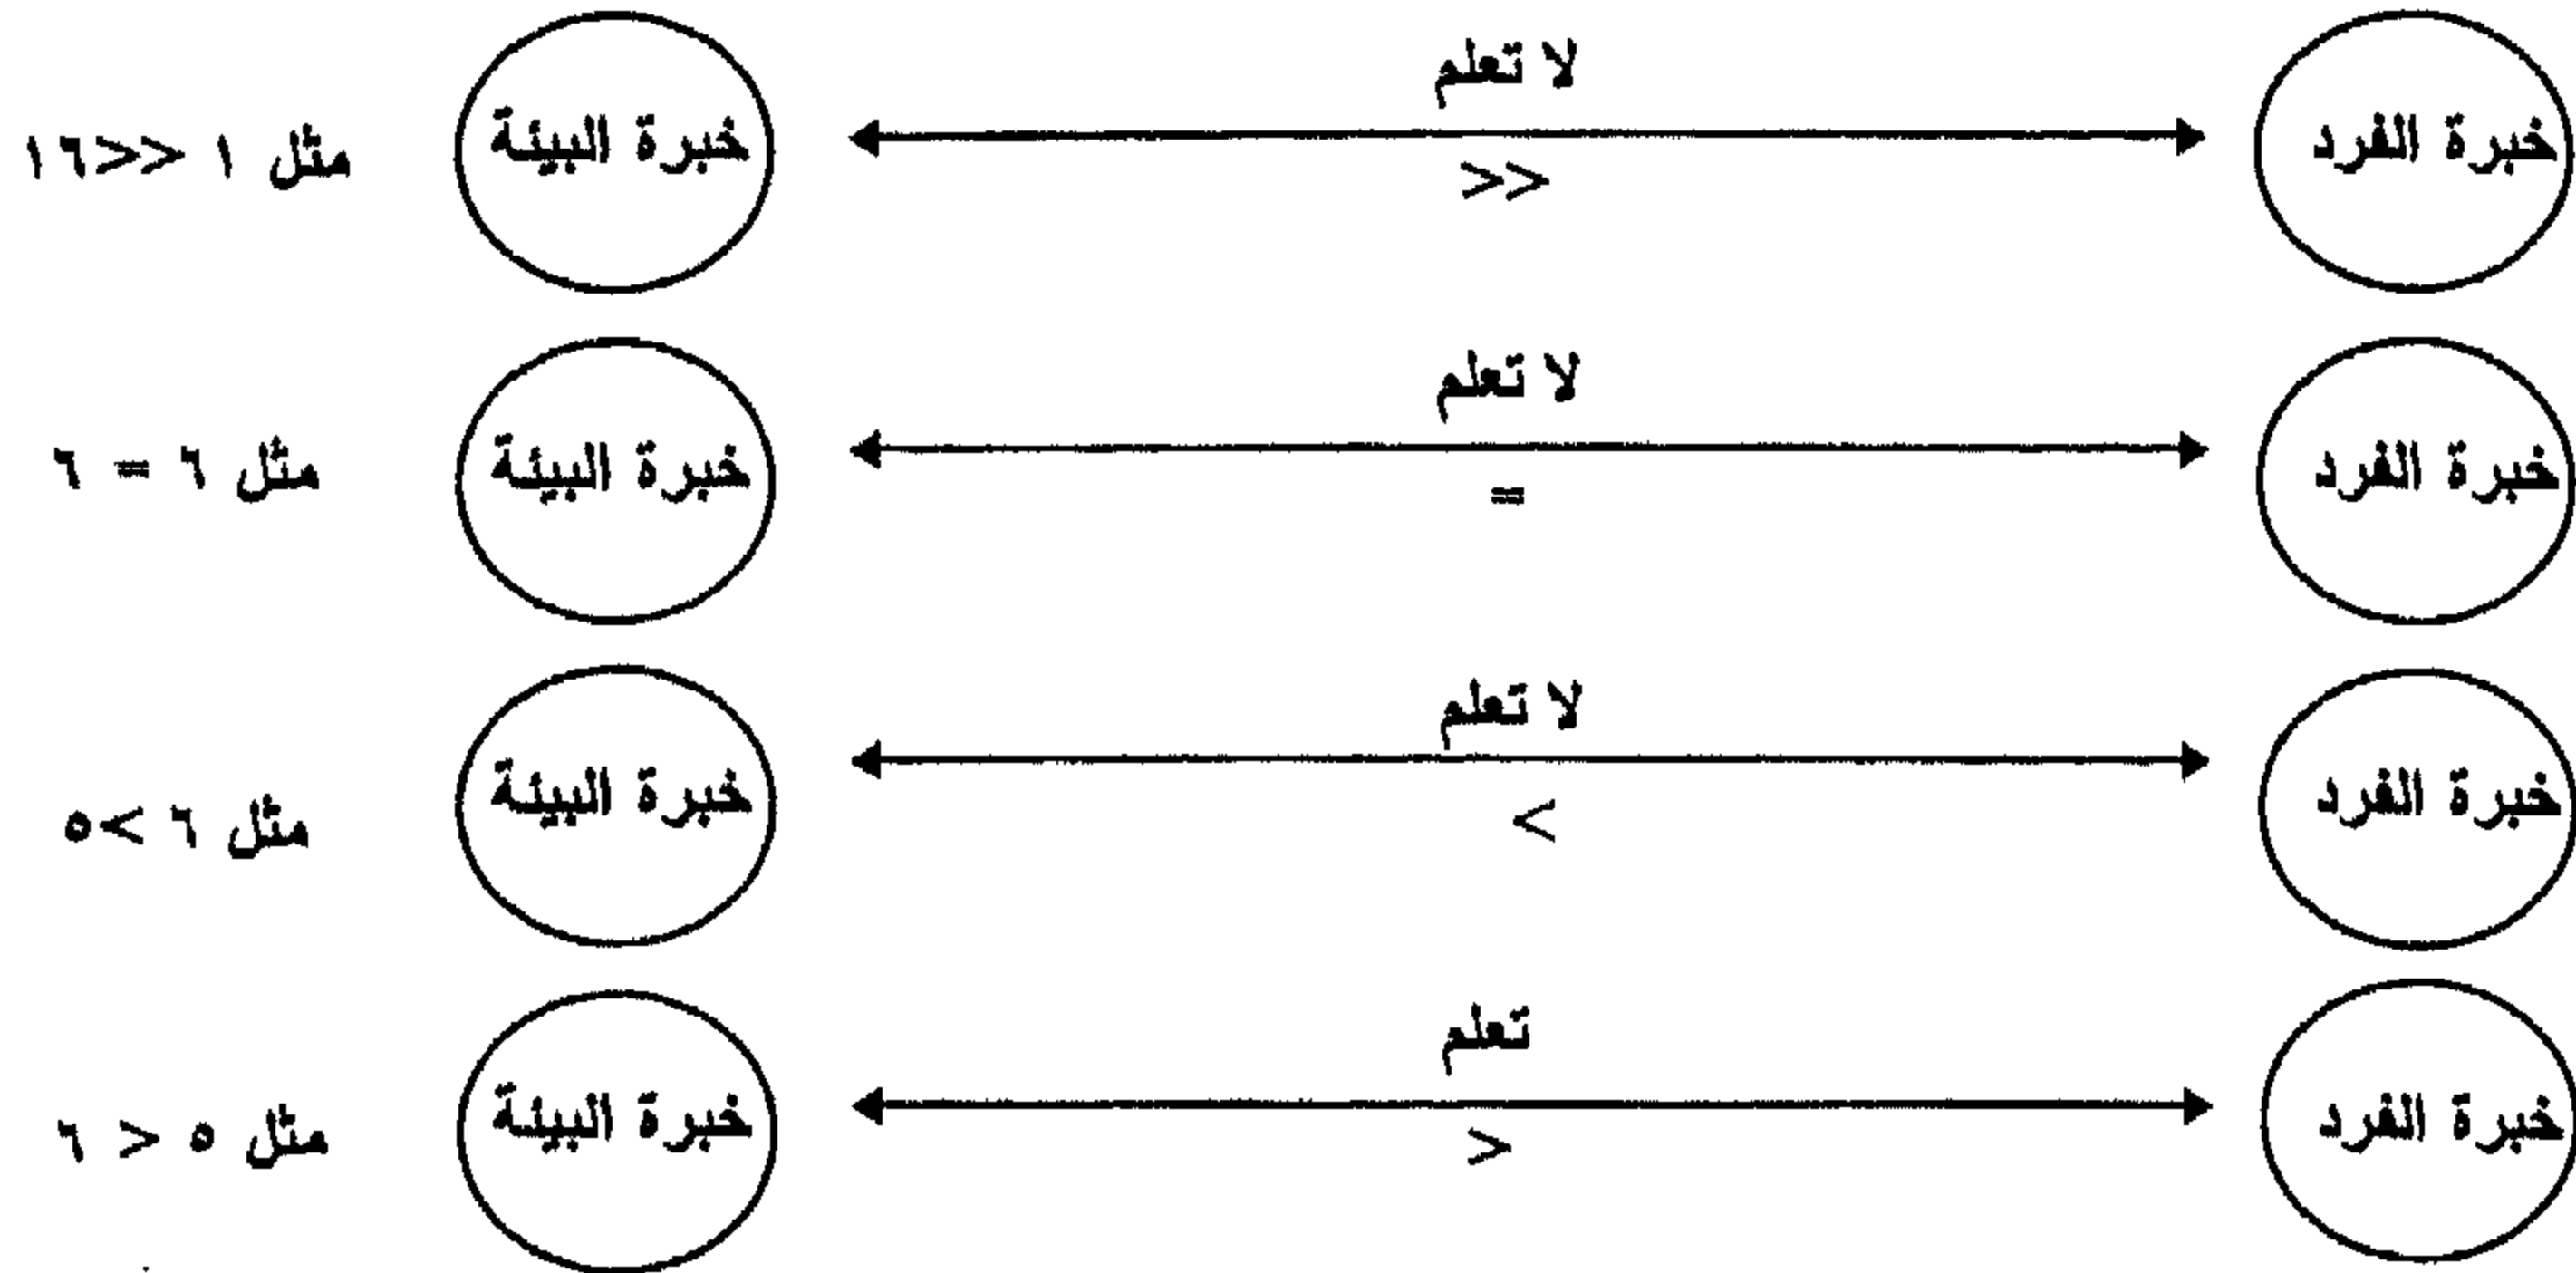 خبرة الفرد
لا تعلم
<<
خبرة البيئة
مثل ١ <<١٦
خبرة الفرد
لا تعلم
=
خبرة البيئة
مثل ٦ = ٦
خبرة الفرد
لا تعلم
>
خبرة البيئة
مثل ٦ >٥
خبرة الفرد
تعلم
<
خبرة البيئة
مثل ٥ < ٦